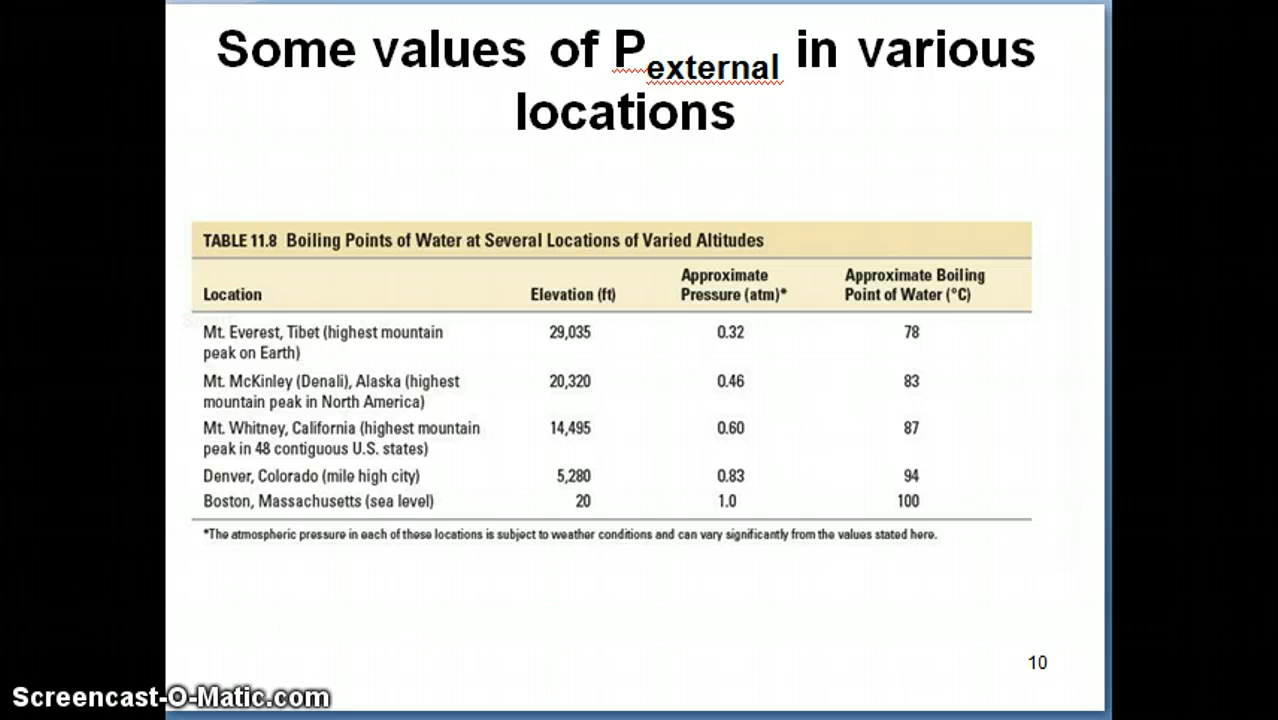 Some values of Pexternal in various
locations
TABLE 11.8 Boiling Points of Water at Several Locations of Varied Altitudes
Approximate Approximate Boiling
Location Elevation (ft) Pressure (atm)* Point of Water (°C)
Mt. Everest, Tibet (highest mountain 29,035 0.32 78
peak on Earth)
Mt. McKinley (Denali), Alaska (highest 20,320 0.46 83
mountain peak in North America)
Mt. Whitney, California (highest mountain 14,495 0.60 87
peak in 48 contiguous U.S. states)
Denver, Colorado (mile high city) 5,280 0.83 94
Boston, Massachusetts (sea level) 20 1.0 100
*The atmospheric pressure in each of these locations is subject to weather conditions and can vary significantly from the values stated here.
10
Screencast-O-Matic.com